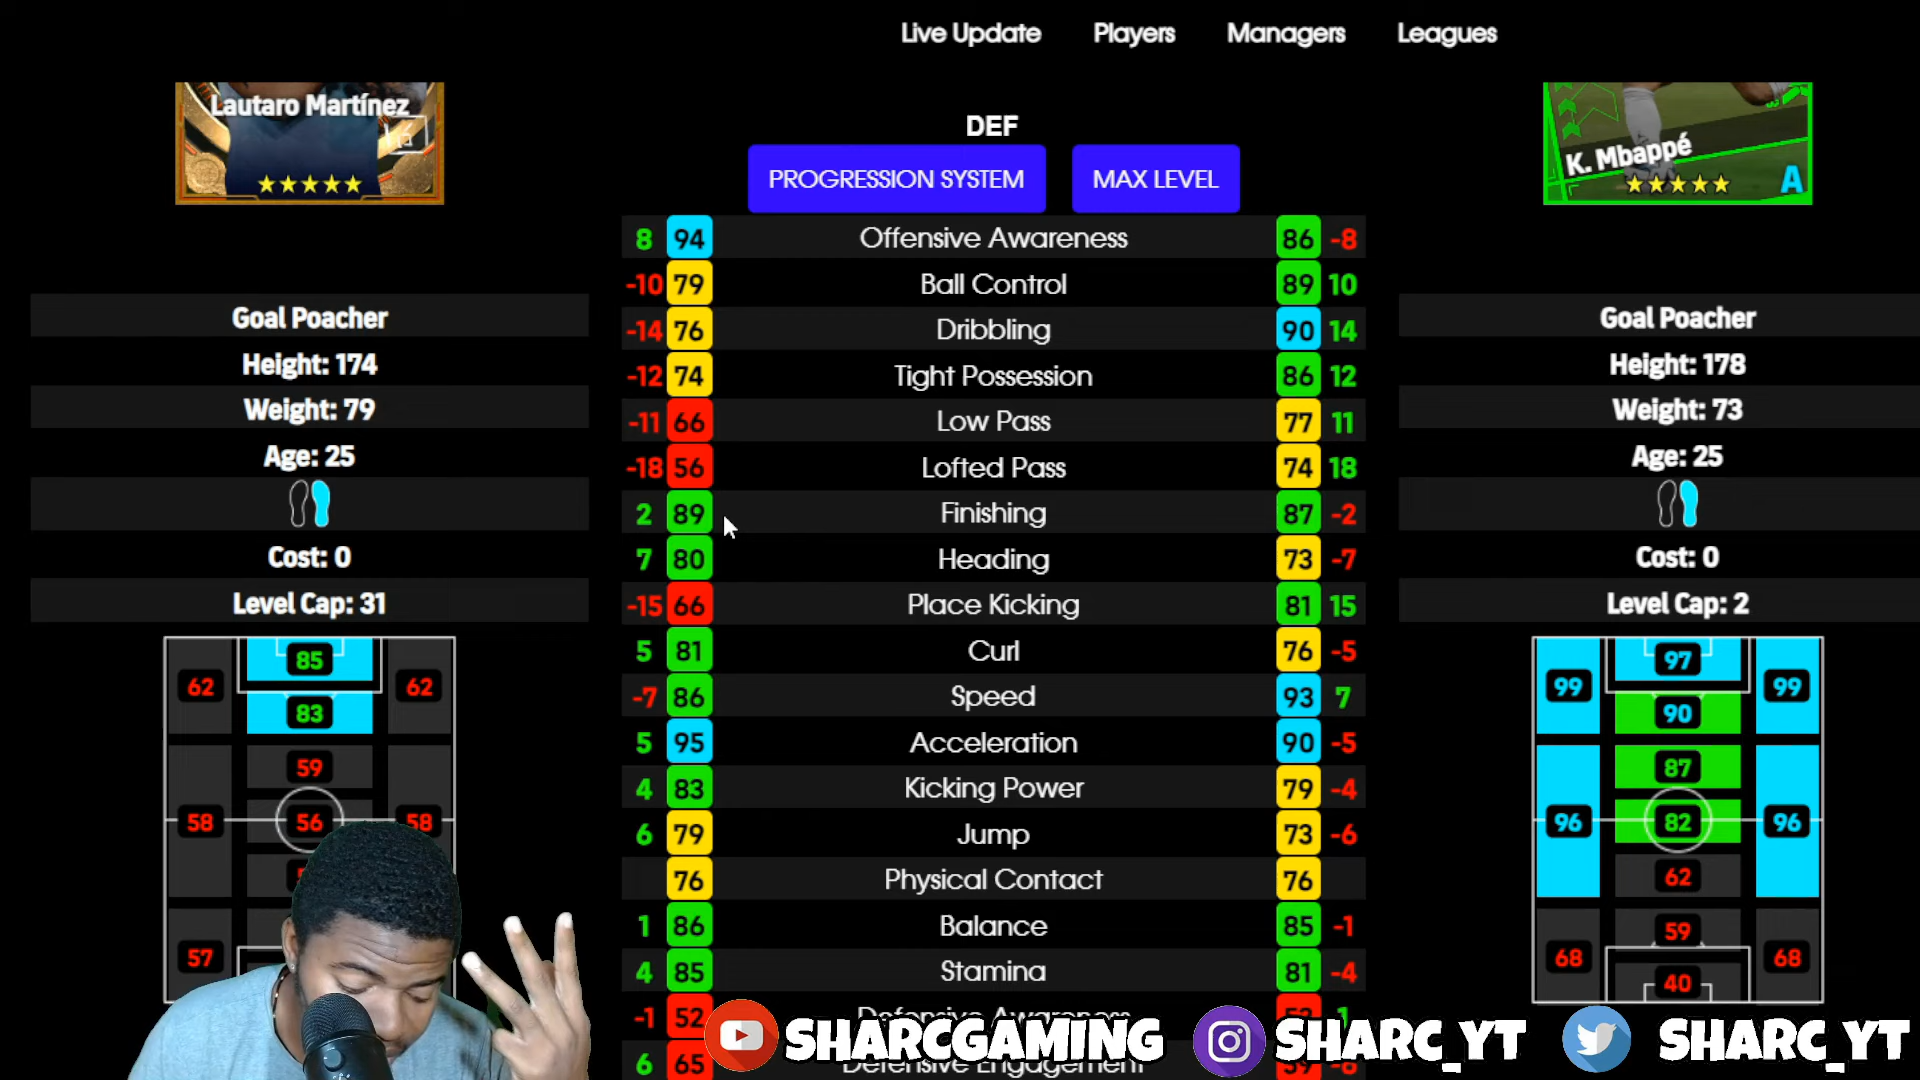 Live Update Players Managers Leagues
Lautaro Martínez
K. Mbappé
A
DEF
PROGRESSION SYSTEM MAX LEVEL
Goal Poacher
Height: 174
Weight: 79
Age: 25
Cost: 0
Level Cap: 31
85
62 62
83
59
58 56 58
57
8 94 Offensive Awareness 86 -8
-10 79 Ball Control 89 10
-14 76 Dribbling 90 14
-12 74 Tight Possession 86 12
-11 66 Low Pass 77 11
-18 56 Lofted Pass 74 18
2 89 Finishing 87 -2
7 80 Heading 73 -7
-15 66 Place Kicking 81 15
5 81 Curl 76 -5
-7 86 Speed 93 7
5 95 Acceleration 90 -5
4 83 Kicking Power 79 -4
6 79 Jump 73 -6
76 Physical Contact 76
1 86 Balance 85 -1
4 85 Stamina 81 -4
-1 52 Defensive Awareness 53 1
6 65 Defensive Engagement 59 -6
Goal Poacher
Height: 178
Weight: 73
Age: 25
Cost: 0
Level Cap: 2
97
99 99
90
87
96 82 96
62
59
68 68
40
SHARCGAMING SHARC_YT SHARC_YT